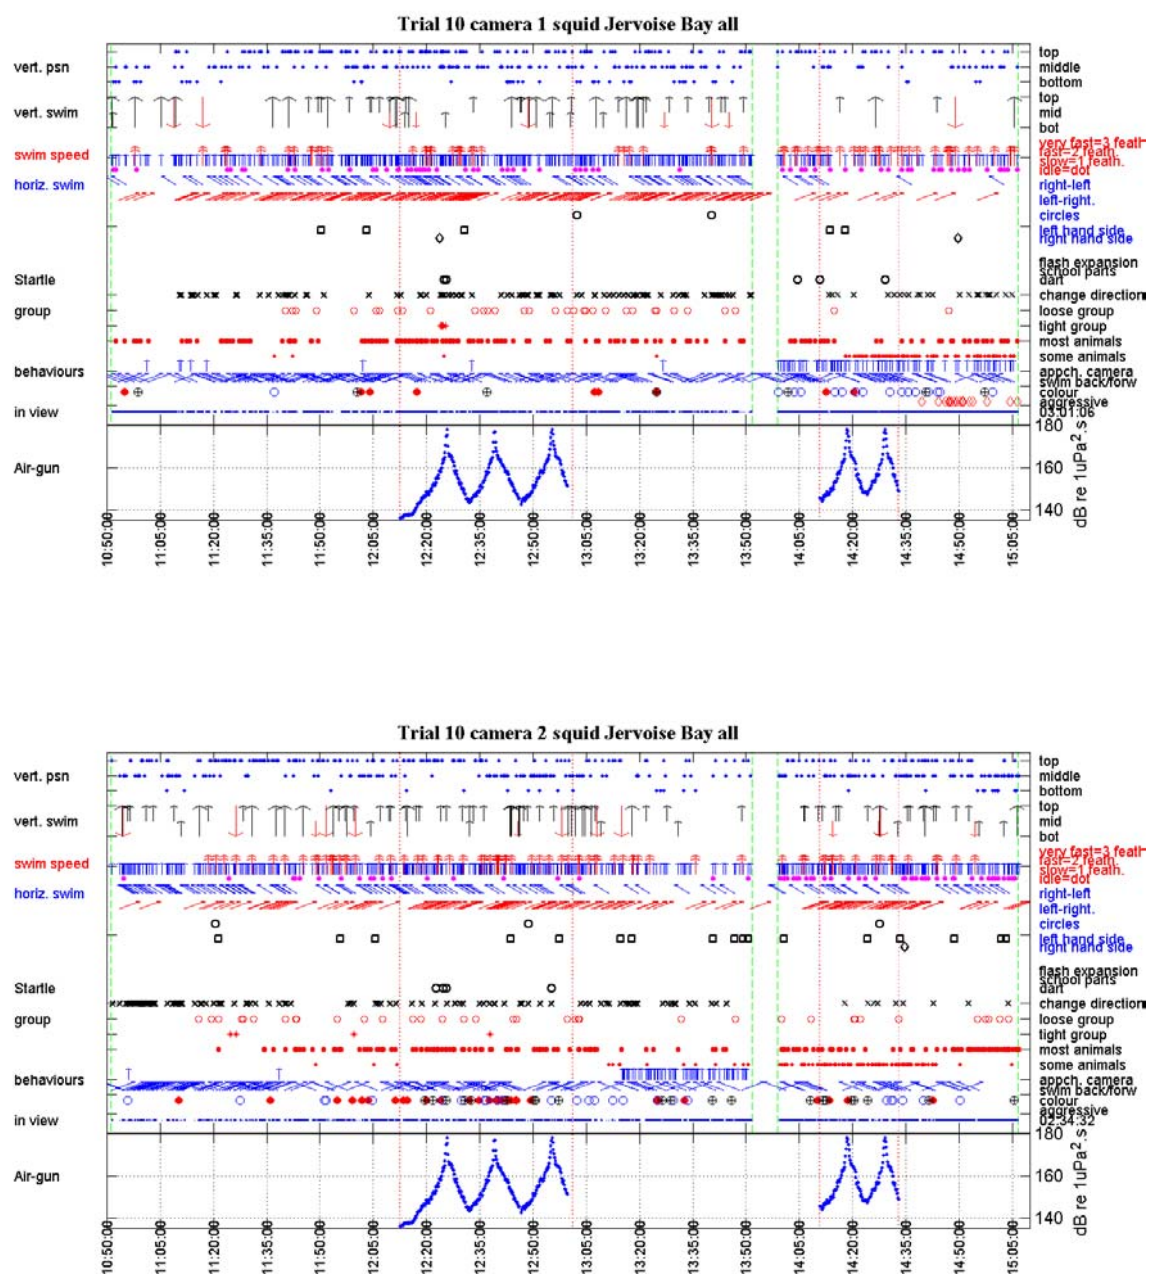 Trial 10 camera 1 squid Jervoise Bay all
vert. psn
top
middle
bottom
vert. swim
top
mid
bot
swim speed
very fast=3 feath
fast=2 feath.
slow=1 feath.
idle=dot
horiz. swim
right-left
left-right.
circles
left hand side
right hand side
flash expansion
school parts
Startle
dart
change direction
group
loose group
tight group
most animals
some animals
behaviours
appch. camera
swim back/forw
colour
aggressive
in view
03:01:06
Air-gun
180
160
140
dB re 1uPa2.s
10:50:00
11:05:00
11:20:00
11:35:00
11:50:00
12:05:00
12:20:00
12:35:00
12:50:00
13:05:00
13:20:00
13:35:00
13:50:00
14:05:00
14:20:00
14:35:00
14:50:00
15:05:00
Trial 10 camera 2 squid Jervoise Bay all
vert. psn
top
middle
bottom
vert. swim
top
mid
bot
swim speed
very fast=3 feath
fast=2 feath.
slow=1 feath.
idle=dot
horiz. swim
right-left
left-right.
circles
left hand side
right hand side
flash expansion
school parts
Startle
dart
change direction
group
loose group
tight group
most animals
some animals
behaviours
appch. camera
swim back/forw
colour
aggressive
in view
02:34:32
Air-gun
180
160
140
dB re 1uPa2.s
10:50:00
11:05:00
11:20:00
11:35:00
11:50:00
12:05:00
12:20:00
12:35:00
12:50:00
13:05:00
13:20:00
13:35:00
13:50:00
14:05:00
14:20:00
14:35:00
14:50:00
15:05:00